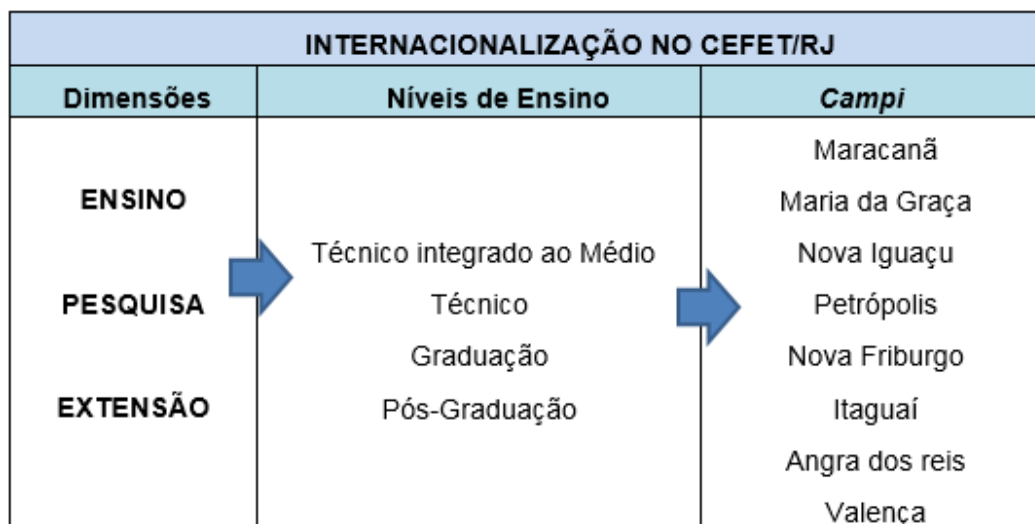 INTERNACIONALIZAÇÃO NO CEFET/RJ
Dimensões
Níveis de Ensino
Campi
ENSINO
PESQUISA
EXTENSÃO
Técnico integrado ao Médio
Técnico
Graduação
Pós-Graduação
Maracanã
Maria da Graça
Nova Iguaçu
Petrópolis
Nova Friburgo
Itaguaí
Angra dos reis
Valença